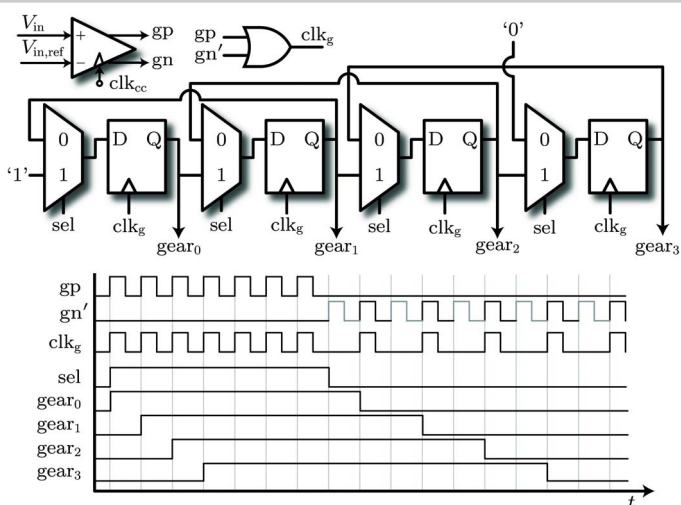 V_in + gp
V_in,ref − gn
clk_cc
gp
gn′ clk_g
'0'
0 D Q 0 D Q 0 D Q 0 D Q
'1' 1 1 1 1
sel clk_g sel clk_g sel clk_g sel clk_g
gear_0 gear_1 gear_2 gear_3
gp
gn′
clk_g
sel
gear_0
gear_1
gear_2
gear_3
t